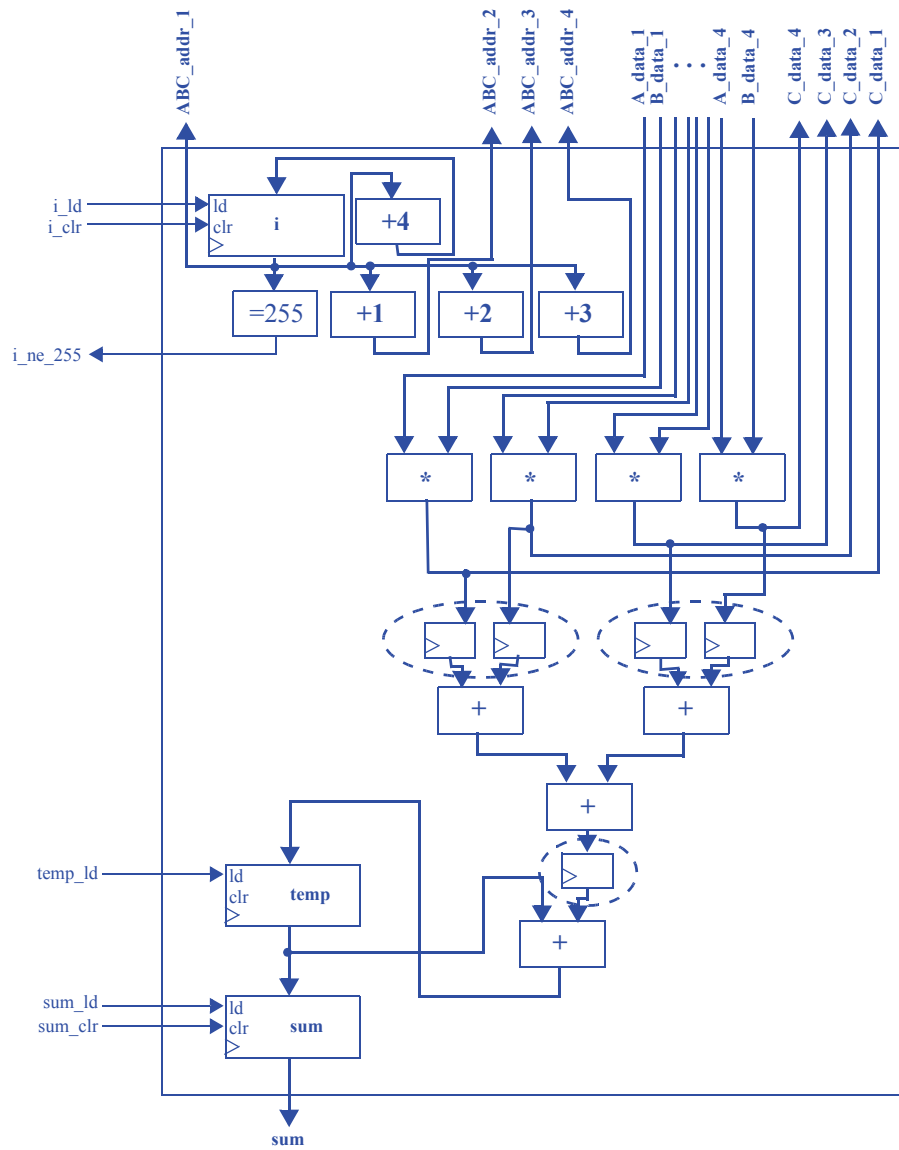 ABC_addr_1
ABC_addr_2
ABC_addr_3
ABC_addr_4
A_data_1
B_data_1
. . .
A_data_4
B_data_4
C_data_4
C_data_3
C_data_2
C_data_1
i_ld
i_clr
ld
clr
i
+4
=255
+1
+2
+3
i_ne_255
*
*
*
*
+
+
+
temp_ld
ld
clr
temp
+
sum_ld
sum_clr
ld
clr
sum
sum